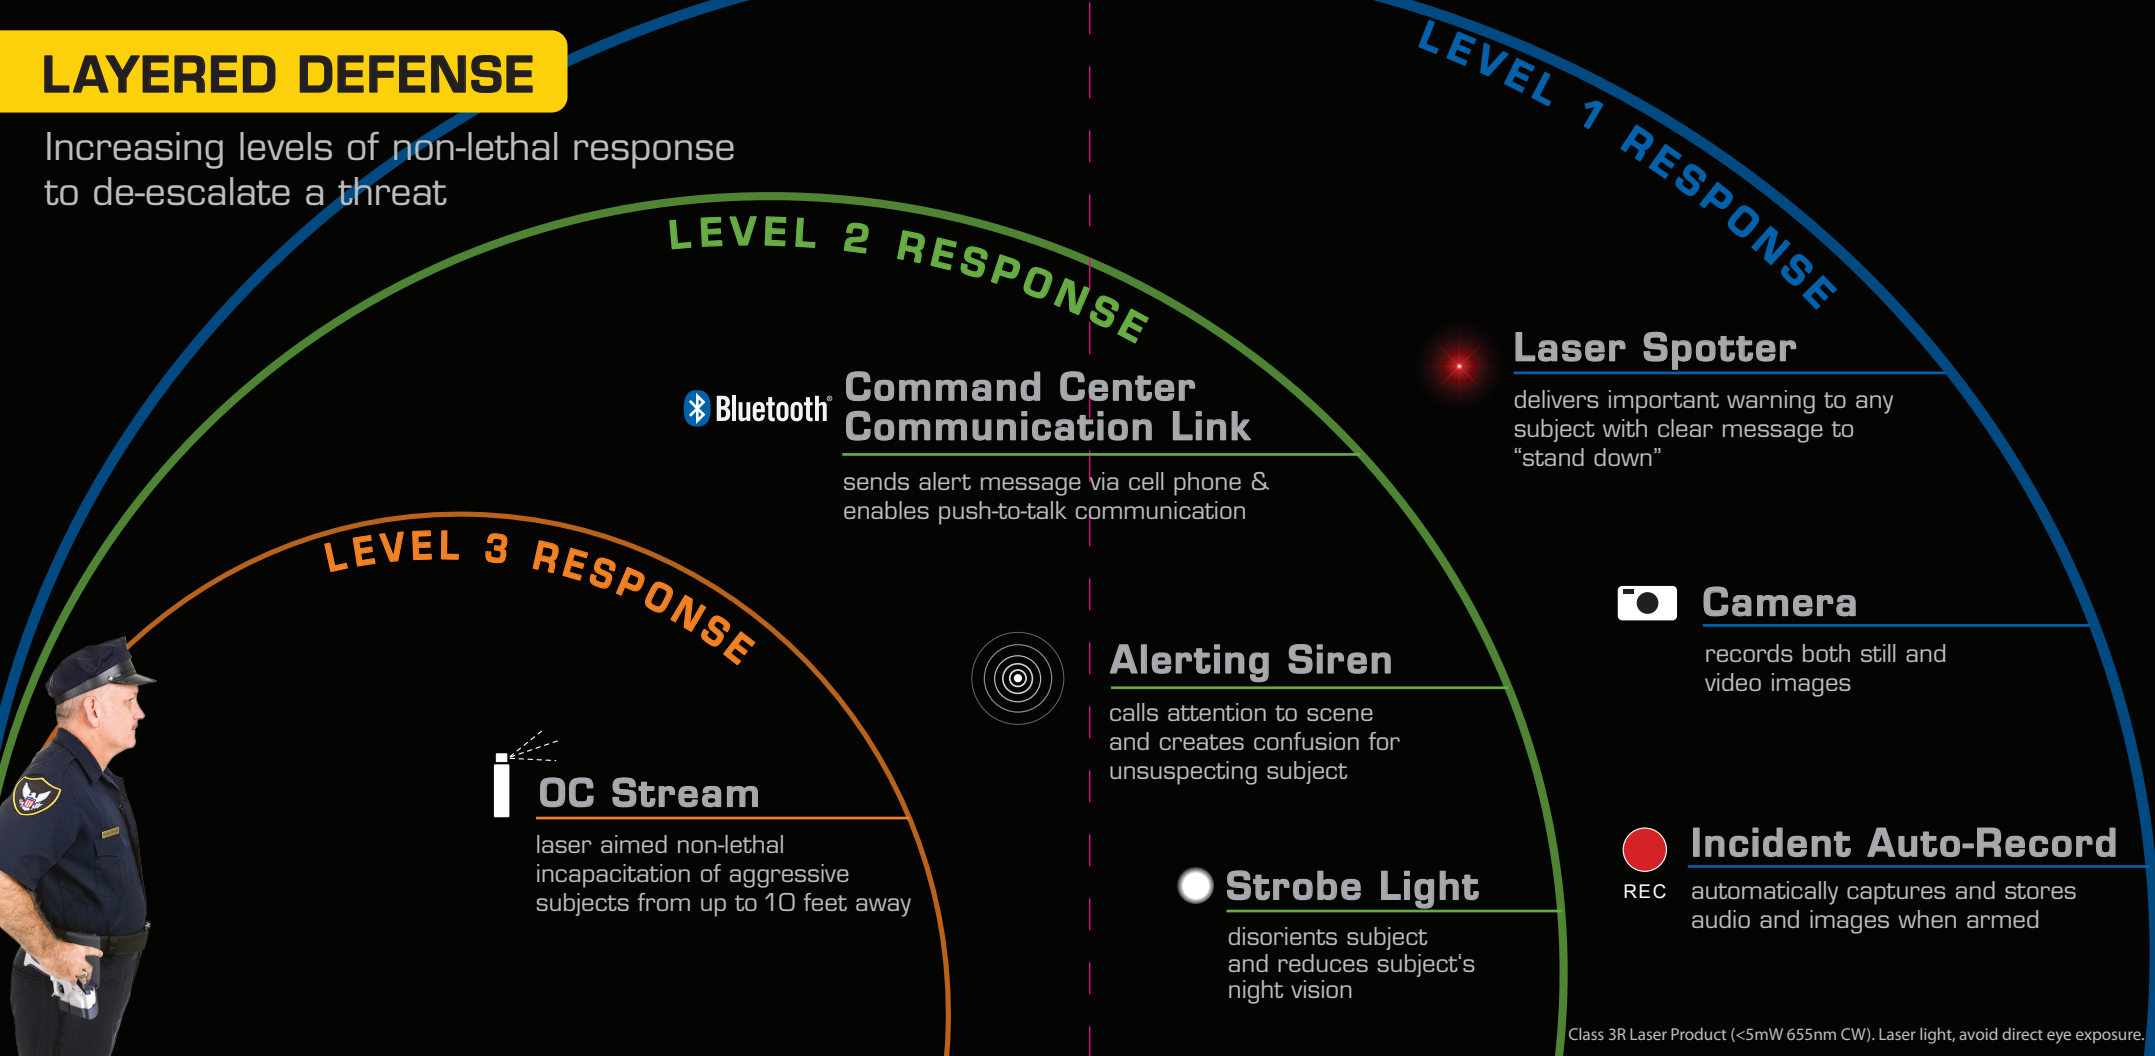 LAYERED DEFENSE
Increasing levels of non-lethal response
to de-escalate a threat
LEVEL 1 RESPONSE
Laser Spotter
delivers important warning to any
subject with clear message to
“stand down”
Camera
records both still and
video images
REC
Incident Auto-Record
automatically captures and stores
audio and images when armed
LEVEL 2 RESPONSE
Bluetooth®
Command Center
Communication Link
sends alert message via cell phone &
enables push-to-talk communication
Alerting Siren
calls attention to scene
and creates confusion for
unsuspecting subject
Strobe Light
disorients subject
and reduces subject‘s
night vision
LEVEL 3 RESPONSE
OC Stream
laser aimed non-lethal
incapacitation of aggressive
subjects from up to 10 feet away
Class 3R Laser Product (<5mW 655nm CW). Laser light, avoid direct eye exposure.